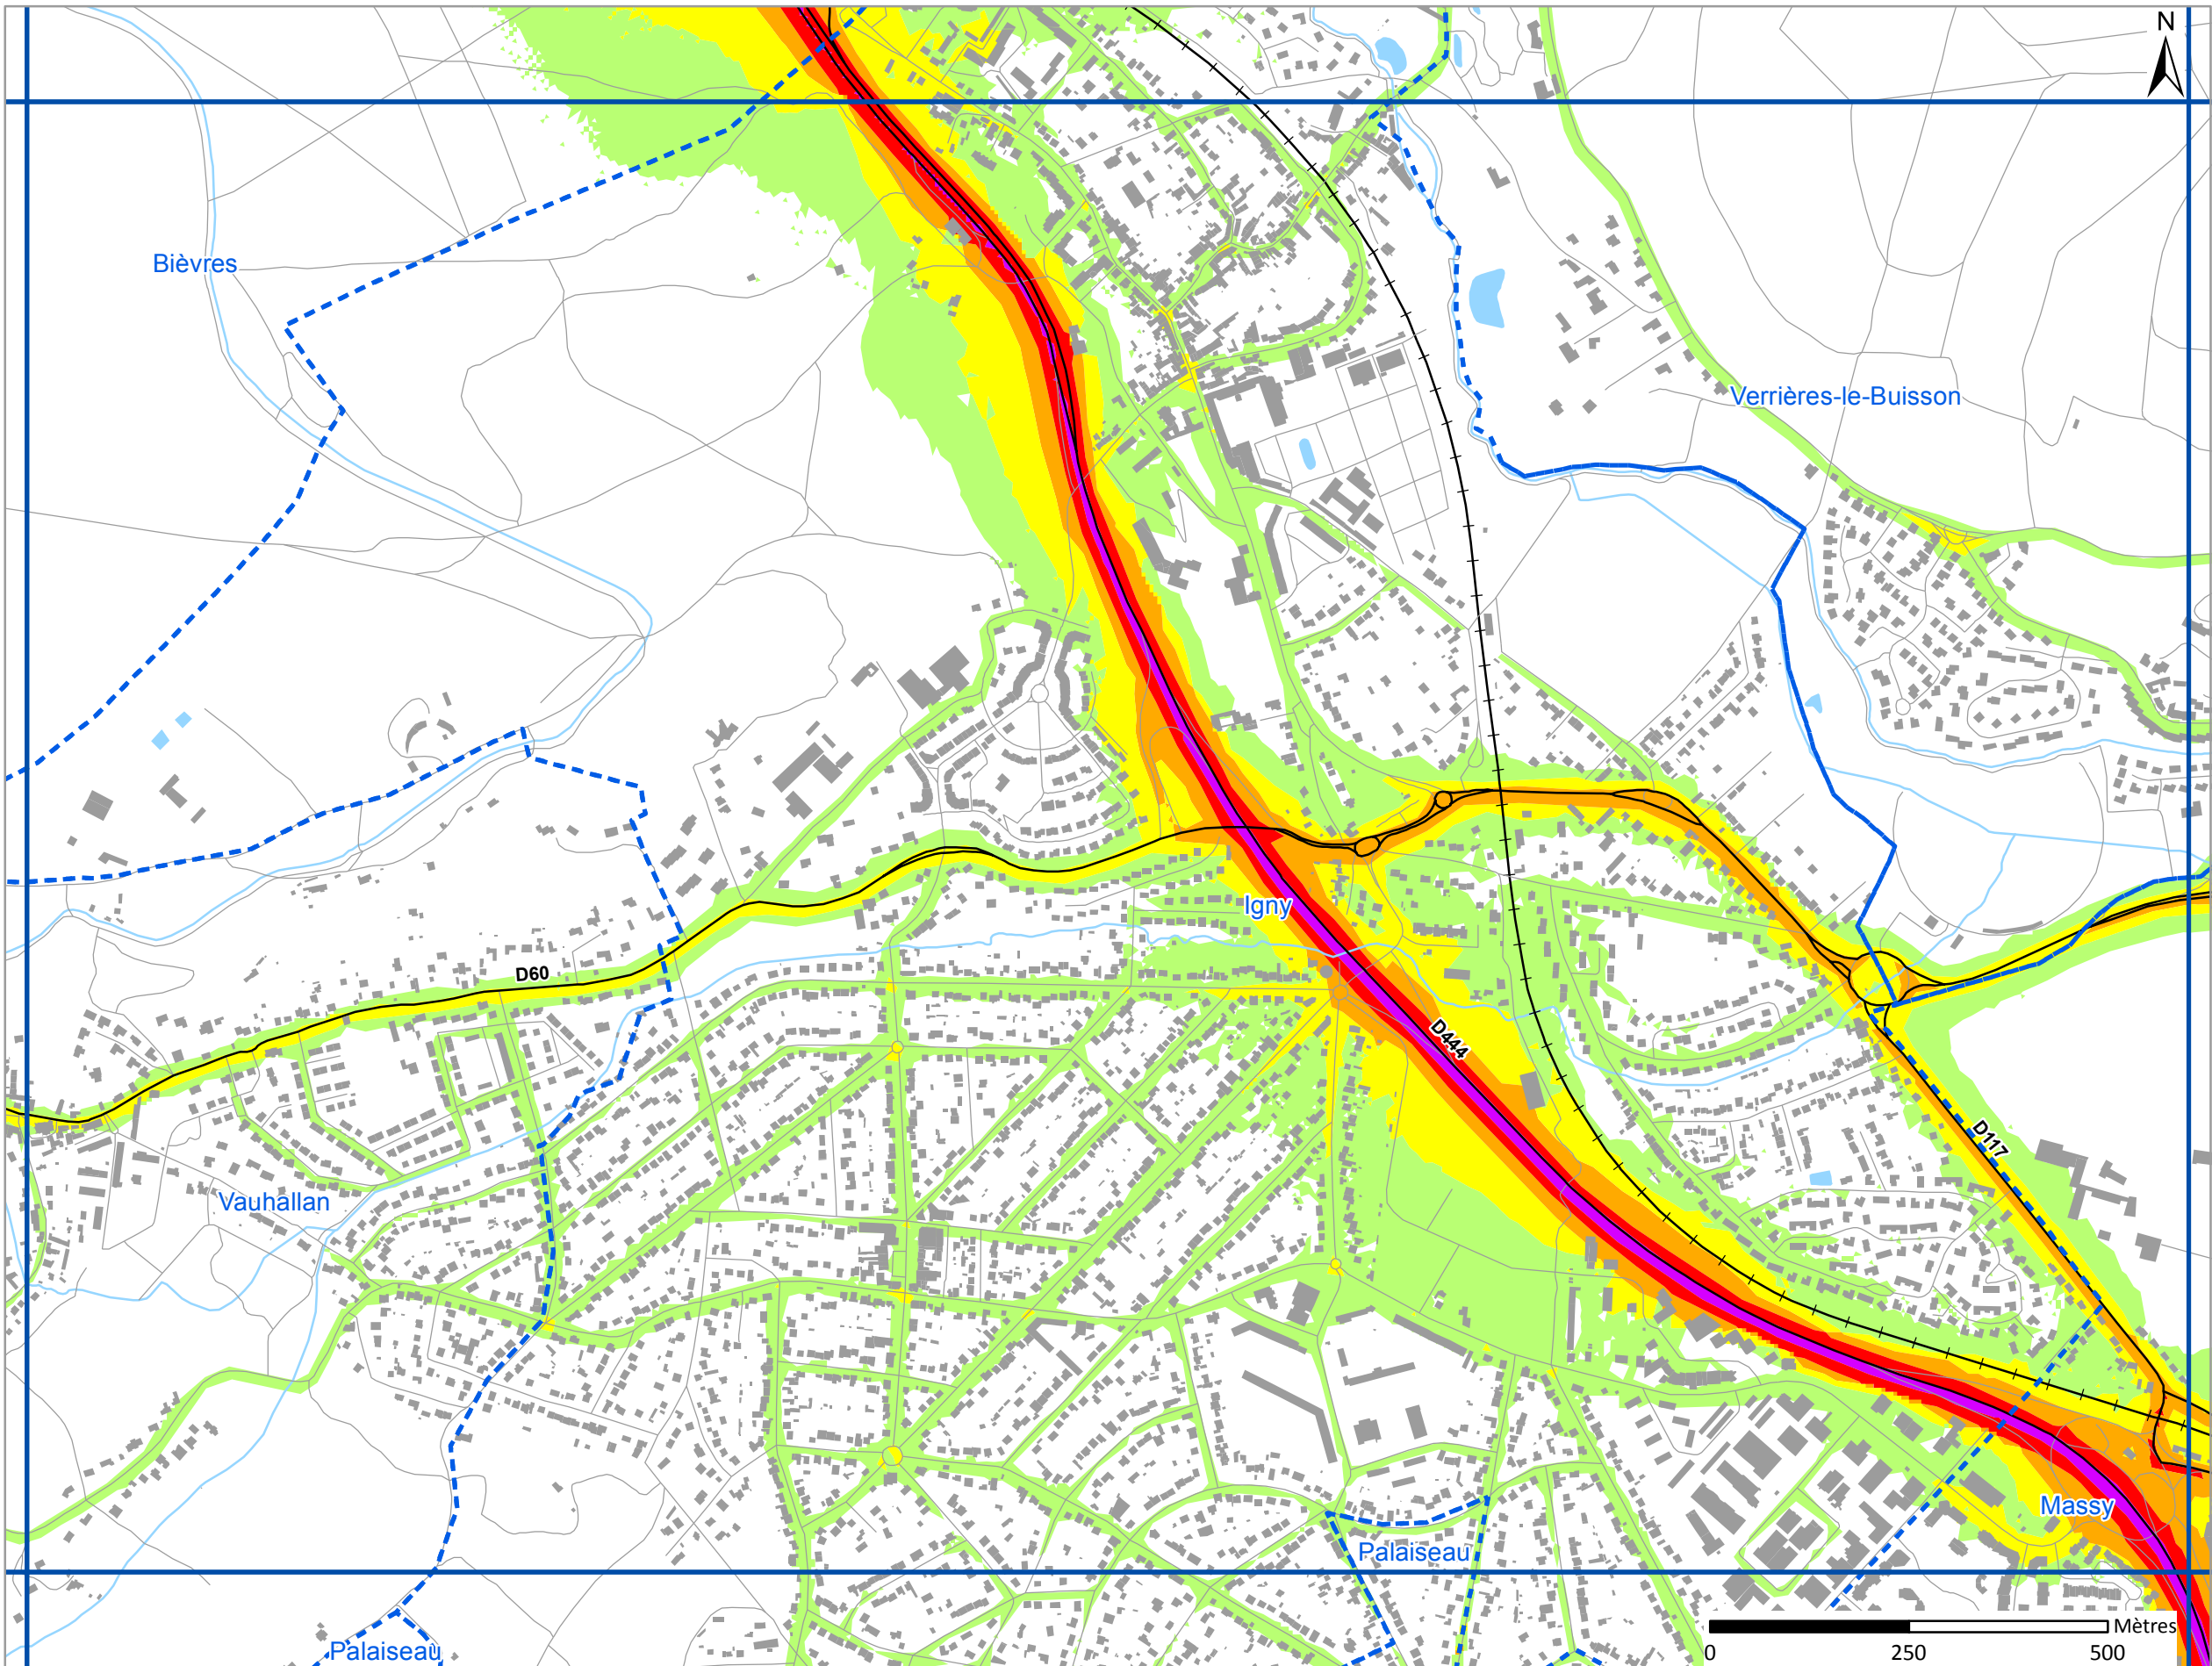 N
Bièvres
Verrières-le-Buisson
Igny
D60
D444
D117
Vauhallan
Massy
Palaiseau
Mètres
0
250
500
Palaiseau